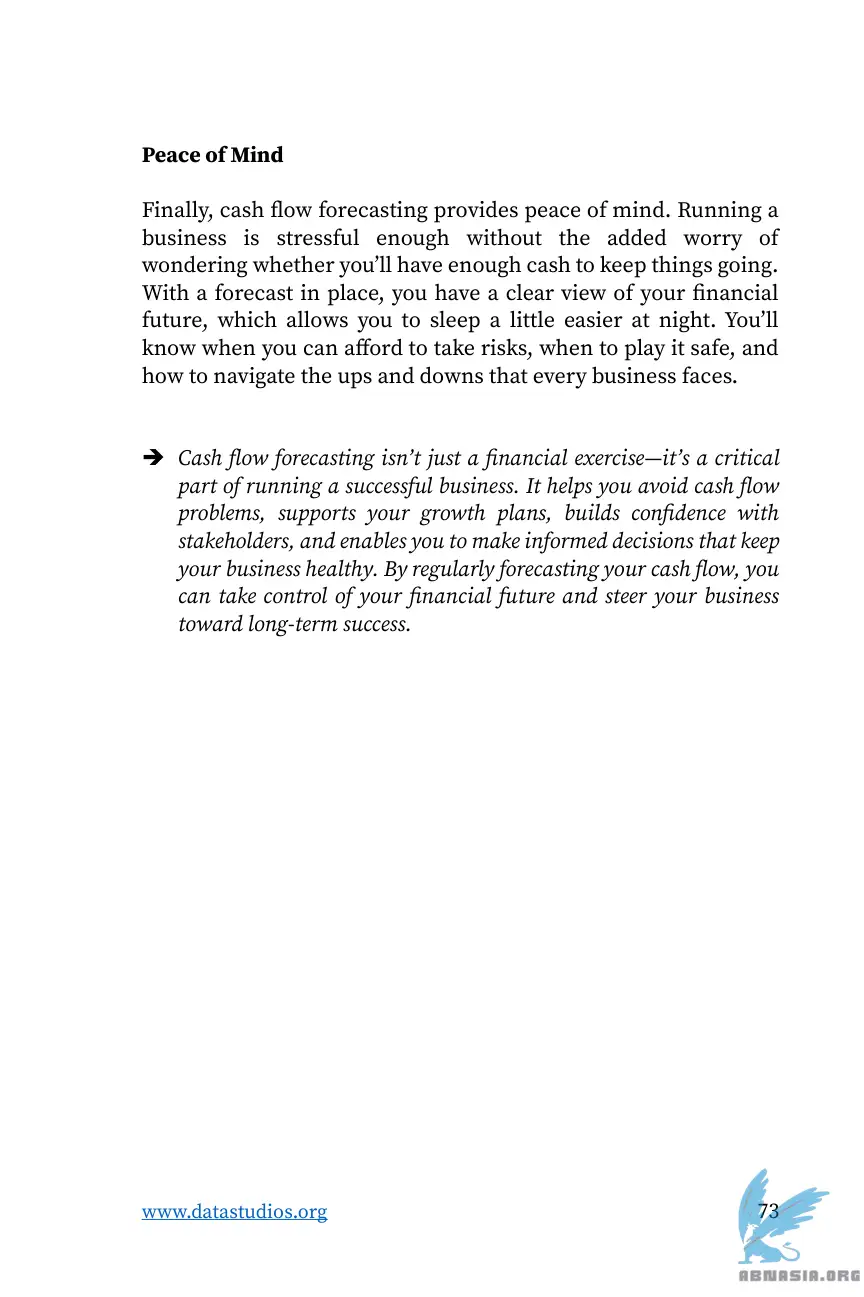 Peace of Mind
Finally, cash flow forecasting provides peace of mind. Running a
business is stressful enough without the added worry of
wondering whether you’ll have enough cash to keep things going.
With a forecast in place, you have a clear view of your financial
future, which allows you to sleep a little easier at night. You’ll
know when you can afford to take risks, when to play it safe, and
how to navigate the ups and downs that every business faces.
➔ Cash flow forecasting isn’t just a financial exercise—it’s a critical
part of running a successful business. It helps you avoid cash flow
problems, supports your growth plans, builds confidence with
stakeholders, and enables you to make informed decisions that keep
your business healthy. By regularly forecasting your cash flow, you
can take control of your financial future and steer your business
toward long-term success.
www.datastudios.org 73
ABNASIA.ORG